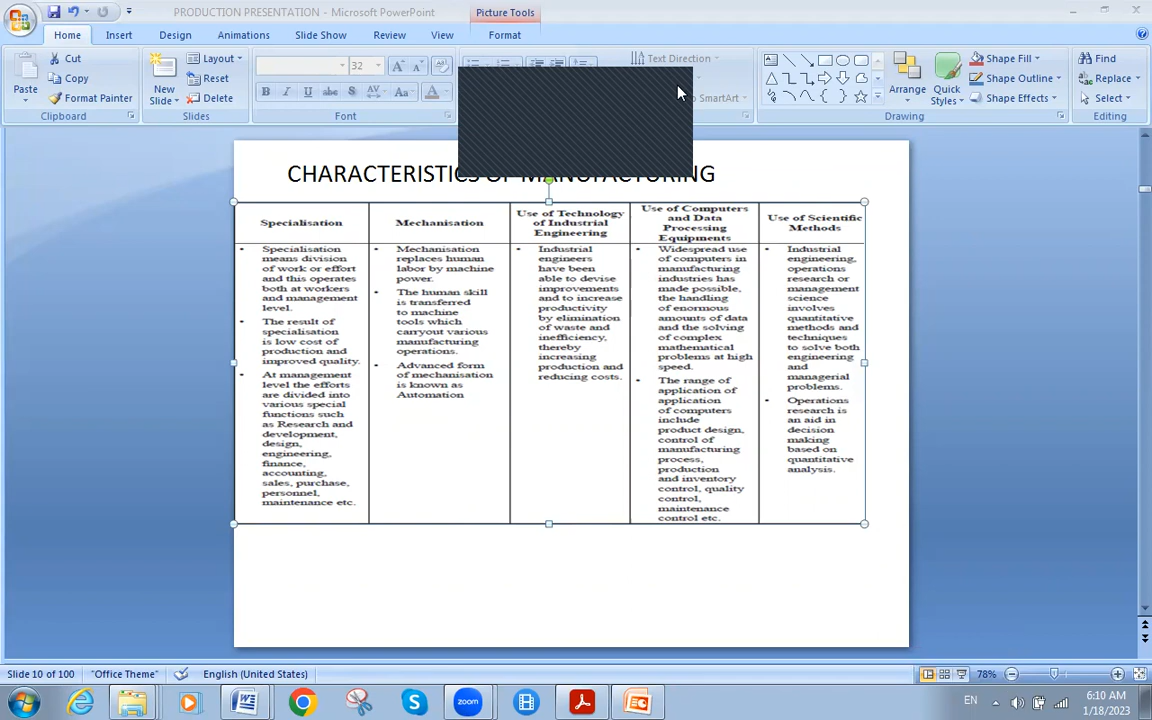 PRODUCTION PRESENTATION - Microsoft PowerPoint
Picture Tools
Home
Insert
Design
Animations
Slide Show
Review
View
Format
Paste
Cut
Copy
Format Painter
Clipboard
New
Slide
Layout
Reset
Delete
Slides
32
B I U abc S AV Aa A
Font
Text Direction
SmartArt
Arrange
Quick
Styles
Shape Fill
Shape Outline
Shape Effects
Drawing
Find
Replace
Select
Editing
CHARACTERISTICS OF MANUFACTURING
Specialisation
• Specialisation
means division
of work or effort
and this operates
both at workers
and management
level.
• The result of
specialisation
is low cost of
production and
improved quality.
• At management
level the efforts
are divided into
various special
functions such
as Research and
development,
design,
engineering,
finance,
accounting,
sales, purchase,
personnel,
maintenance etc.
Mechanisation
• Mechanisation
replaces human
labor by machine
power.
• The human skill
is transferred
to machine
tools which
carryout various
manufacturing
operations.
• Advanced form
of mechanisation
is known as
Automation
Use of Technology
of Industrial
Engineering
• Industrial
engineers
have been
able to devise
improvements
and to increase
productivity
by elimination
of waste and
inefficiency,
thereby
increasing
production and
reducing costs.
Use of Computers
and Data
Processing
Equipments
• Widespread use
of computers in
manufacturing
industries has
made possible,
the handling
of enormous
amounts of data
and the solving
of complex
mathematical
problems at high
speed.
• The range of
application of
application
of computers
include
product design,
control of
manufacturing
process,
production
and inventory
control, quality
control,
maintenance
control etc.
Use of Scientific
Methods
• Industrial
engineering,
operations
research or
management
science
involves
quantitative
methods and
techniques
to solve both
engineering
and
managerial
problems.
• Operations
research is
an aid in
decision
making
based on
quantitative
analysis.
Slide 10 of 100
"Office Theme"
English (United States)
78%
zoom
EN
6:10 AM
1/18/2023